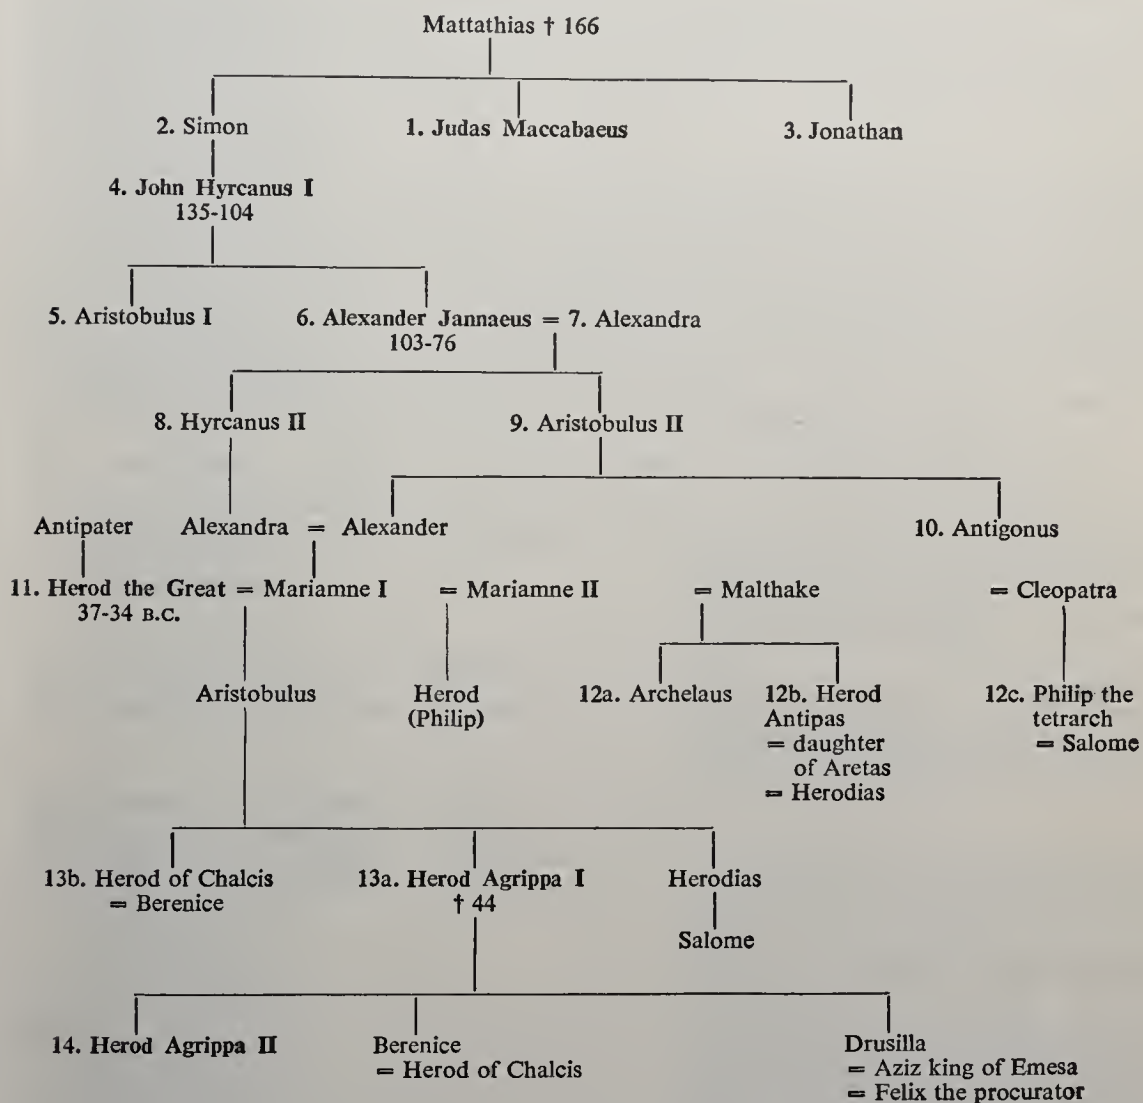 Mattathias † 166
2. Simon 1. Judas Maccabaeus 3. Jonathan
4. John Hyrcanus I
135-104
5. Aristobulus I 6. Alexander Jannaeus = 7. Alexandra
103-76
8. Hyrcanus II 9. Aristobulus II
Antipater Alexandra = Alexander 10. Antigonus
11. Herod the Great = Mariamne I = Mariamne II = Malthake = Cleopatra
37-34 B.C.
Aristobulus Herod 12a. Archelaus 12b. Herod 12c. Philip the
(Philip) Antipas tetrarch
= daughter = Salome
of Aretas
= Herodias
13b. Herod of Chalcis 13a. Herod Agrippa I Herodias
= Berenice † 44
Salome
14. Herod Agrippa II Berenice Drusilla
= Herod of Chalcis = Aziz king of Emesa
= Felix the procurator